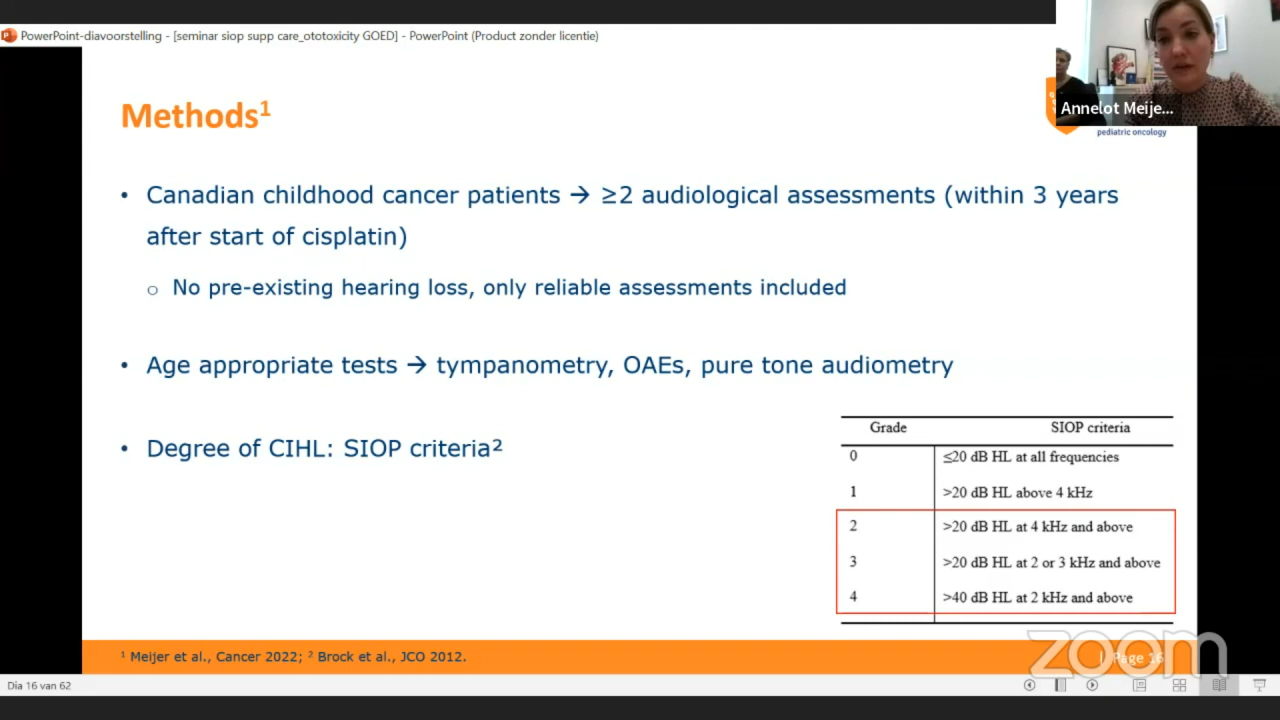 PowerPoint-diavoorstelling - [seminar siop supp care_ototoxicity GOED] - PowerPoint (Product zonder licentie)
Annelot Meije...
pediatric oncology
Methods¹
• Canadian childhood cancer patients → ≥2 audiological assessments (within 3 years
after start of cisplatin)
o No pre-existing hearing loss, only reliable assessments included
• Age appropriate tests → tympanometry, OAEs, pure tone audiometry
• Degree of CIHL: SIOP criteria²
Grade SIOP criteria
0 ≤20 dB HL at all frequencies
1 >20 dB HL above 4 kHz
2 >20 dB HL at 4 kHz and above
3 >20 dB HL at 2 or 3 kHz and above
4 >40 dB HL at 2 kHz and above
¹ Meijer et al., Cancer 2022; ² Brock et al., JCO 2012.
| Page 16
zoom
Dia 16 van 62